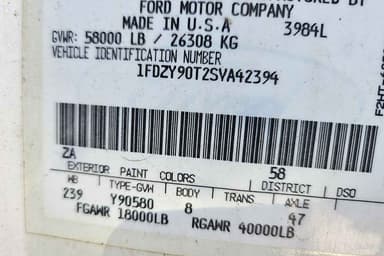 FORD MOTOR COMPANY
MADE IN U.S.A 3984L
GVWR: 58000 LB / 26308 KG
VEHICLE IDENTIFICATION NUMBER
1FDZY90T2SVA42394
ZA 58
EXTERIOR PAINT COLORS DISTRICT DSO
WB TYPE-GVW BODY TRANS AXLE
239 Y90580 8 47
FGAWR 18000LB RGAWR 40000LB